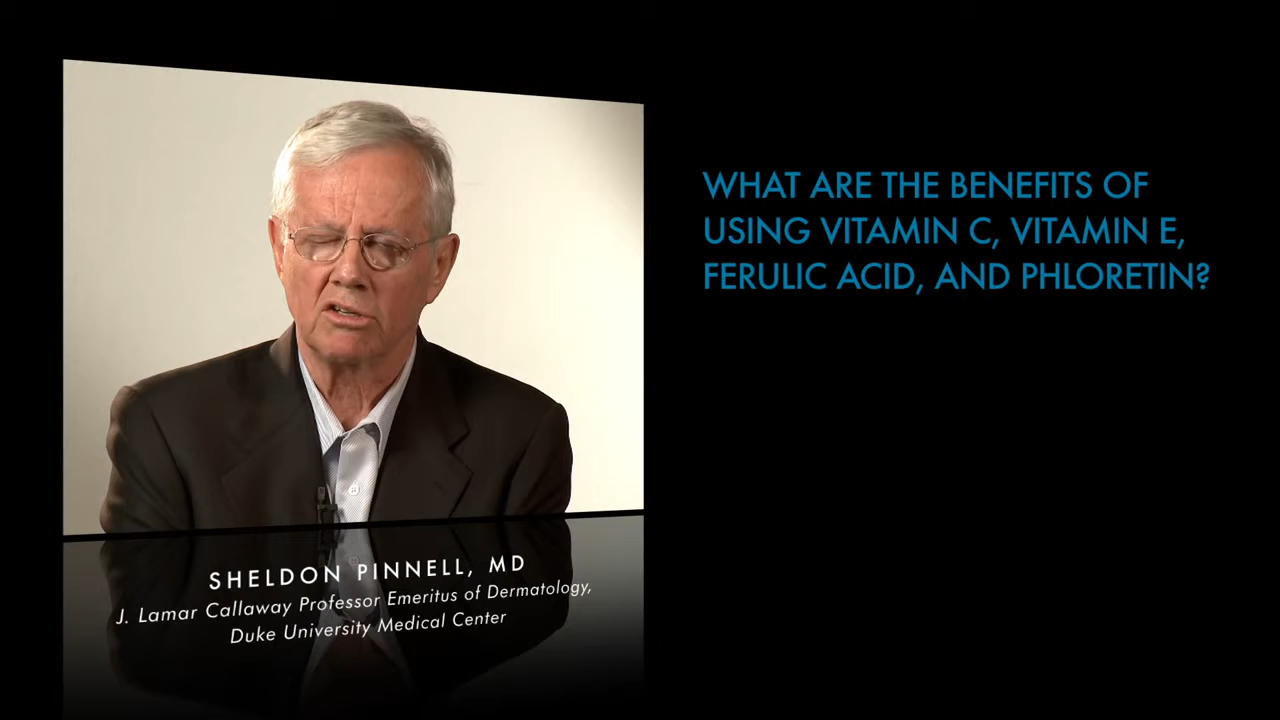 WHAT ARE THE BENEFITS OF
USING VITAMIN C, VITAMIN E,
FERULIC ACID, AND PHLORETIN?
SHELDON PINNELL, MD
J. Lamar Callaway Professor Emeritus of Dermatology,
Duke University Medical Center